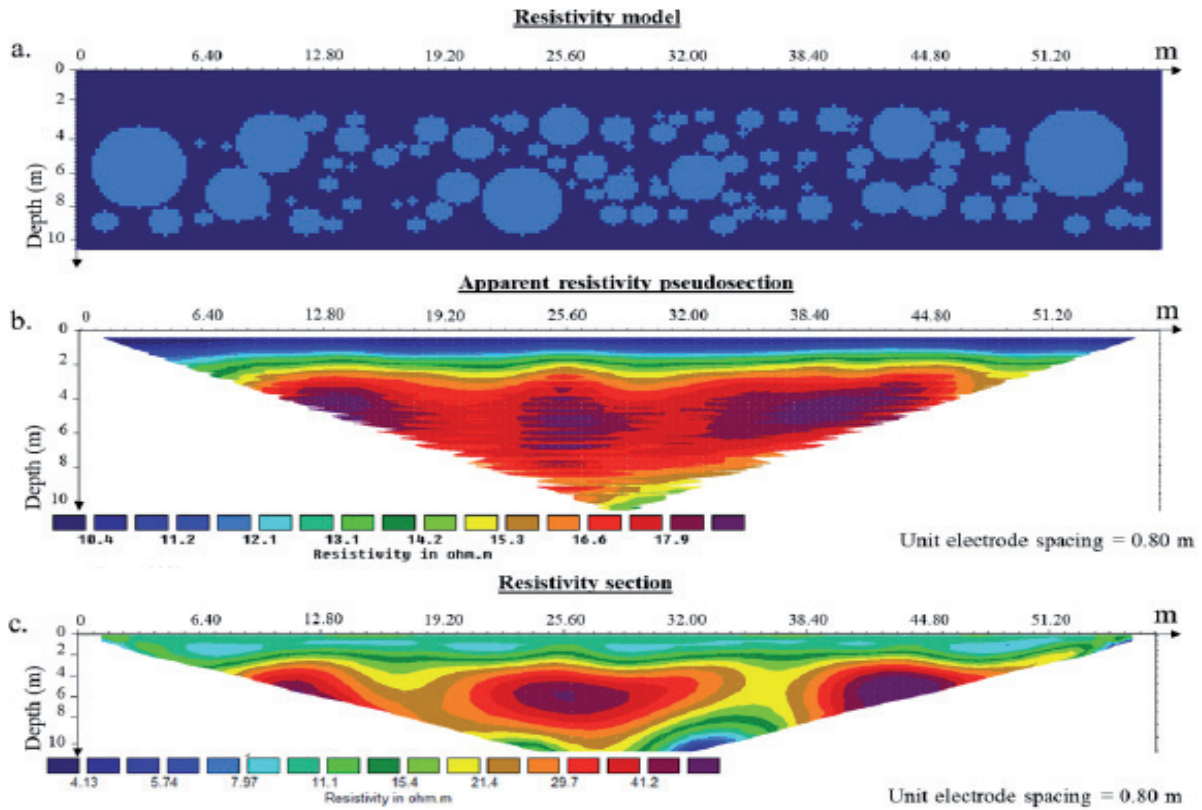 Resistivity model
a.
0 6.40 12.80 19.20 25.60 32.00 38.40 44.80 51.20 m
0
2
4
6
8
10
Depth (m)
Apparent resistivity pseudosection
b.
0 6.40 12.80 19.20 25.60 32.00 38.40 44.80 51.20 m
0
2
4
6
8
10
Depth (m)
10.4 11.2 12.1 13.1 14.2 15.3 16.6 17.9
Resistivity in ohm.m
Unit electrode spacing = 0.80 m
Resistivity section
c.
0 6.40 12.80 19.20 25.60 32.00 38.40 44.80 51.20 m
0
2
4
6
8
10
Depth (m)
4.13 5.74 7.97 11.1 15.4 21.4 29.7 41.2
Resistivity in ohm.m
Unit electrode spacing = 0.80 m